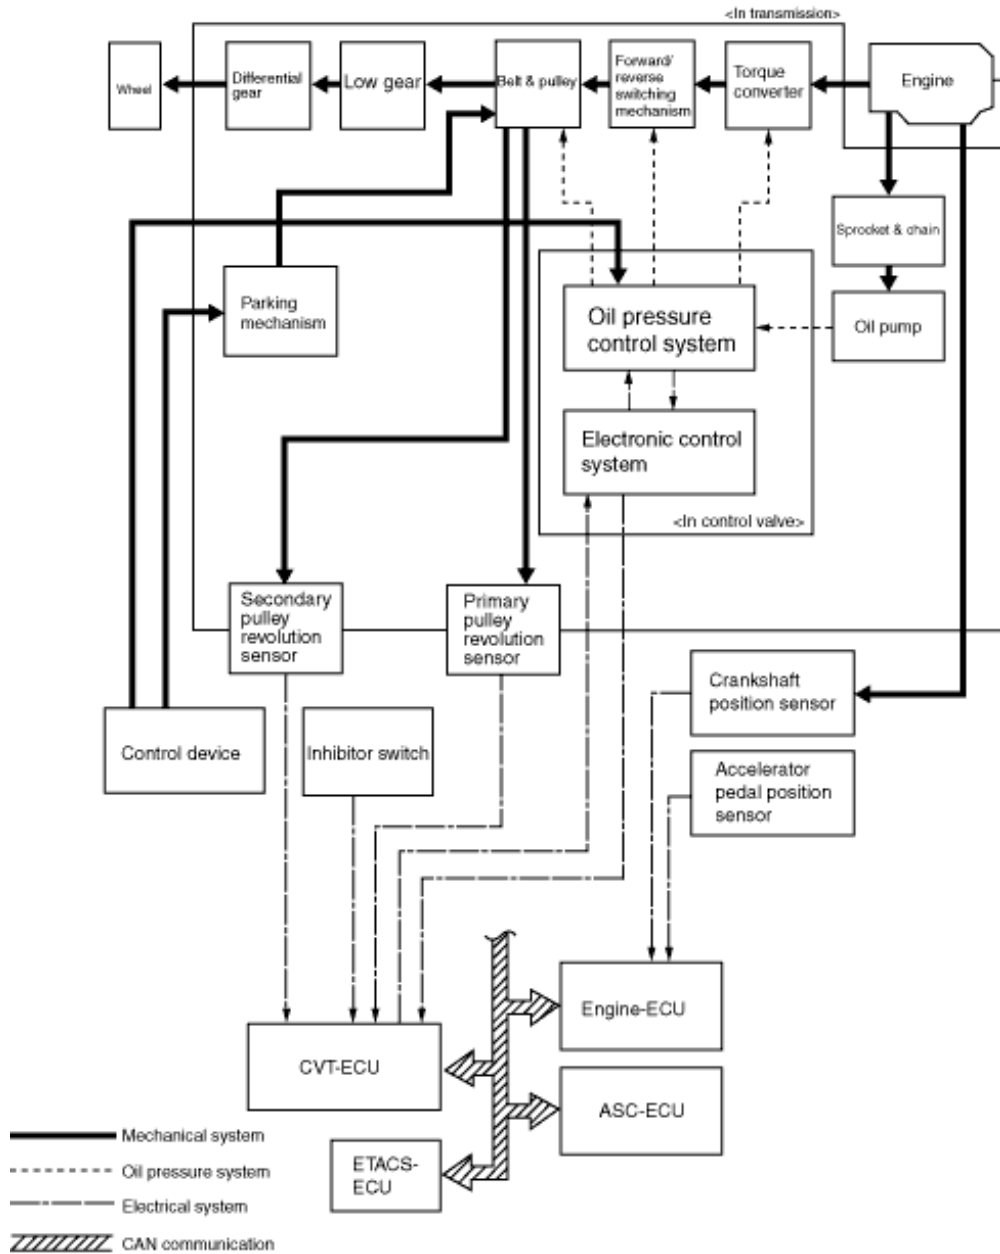 <In transmission>
Wheel
Differential
gear
Low gear
Belt & pulley
Forward/
reverse
switching
mechanism
Torque
converter
Engine
Sprocket & chain
Parking
mechanism
Oil pressure
control system
Oil pump
Electronic control
system
<In control valve>
Secondary
pulley
revolution
sensor
Primary
pulley
revolution
sensor
Crankshaft
position sensor
Control device
Inhibitor switch
Accelerator
pedal position
sensor
Engine-ECU
CVT-ECU
ASC-ECU
ETACS-
ECU
Mechanical system
Oil pressure system
Electrical system
CAN communication